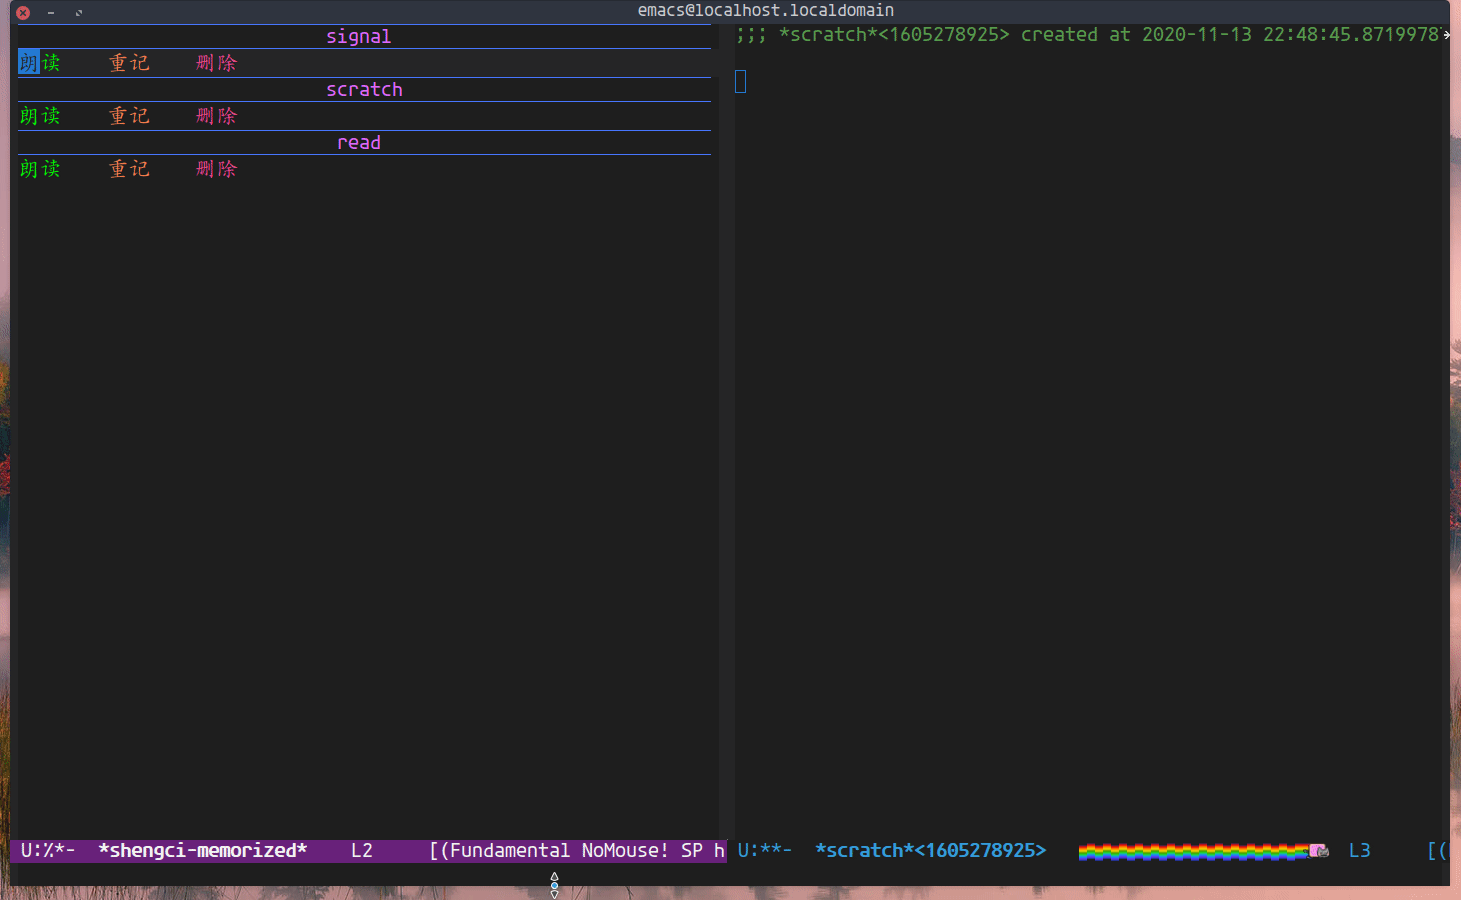 emacs@localhost.localdomain
signal
朗读 重记 删除
scratch
朗读 重记 删除
read
朗读 重记 删除
U:%*- *shengci-memorized* L2 [(Fundamental NoMouse! SP h
;;; *scratch*<1605278925> created at 2020-11-13 22:48:45.8719978
U:**- *scratch*<1605278925> L3 [(